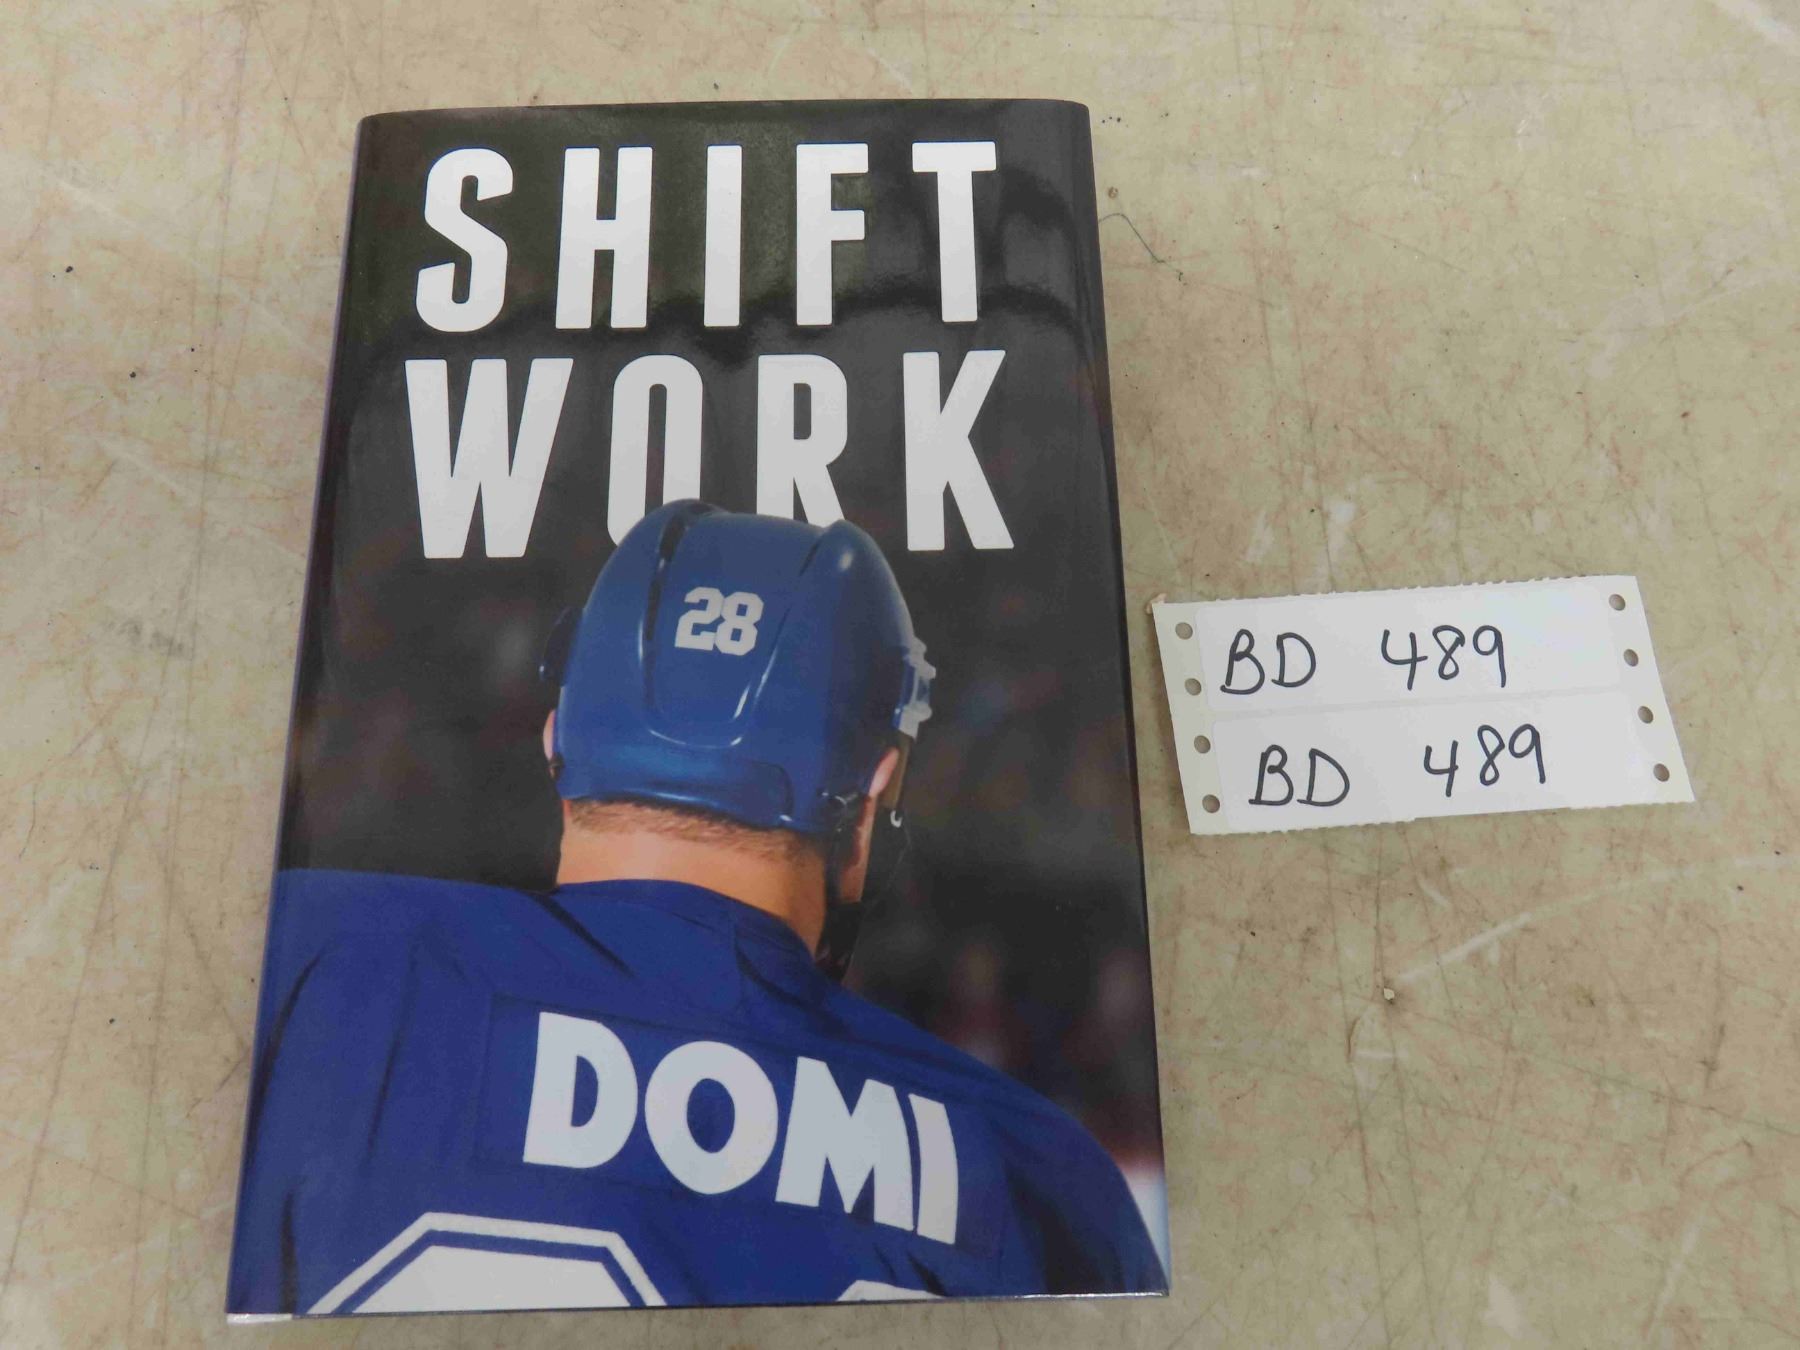 SHIFT
WORK
28
DOMI
BD 489
BD 489